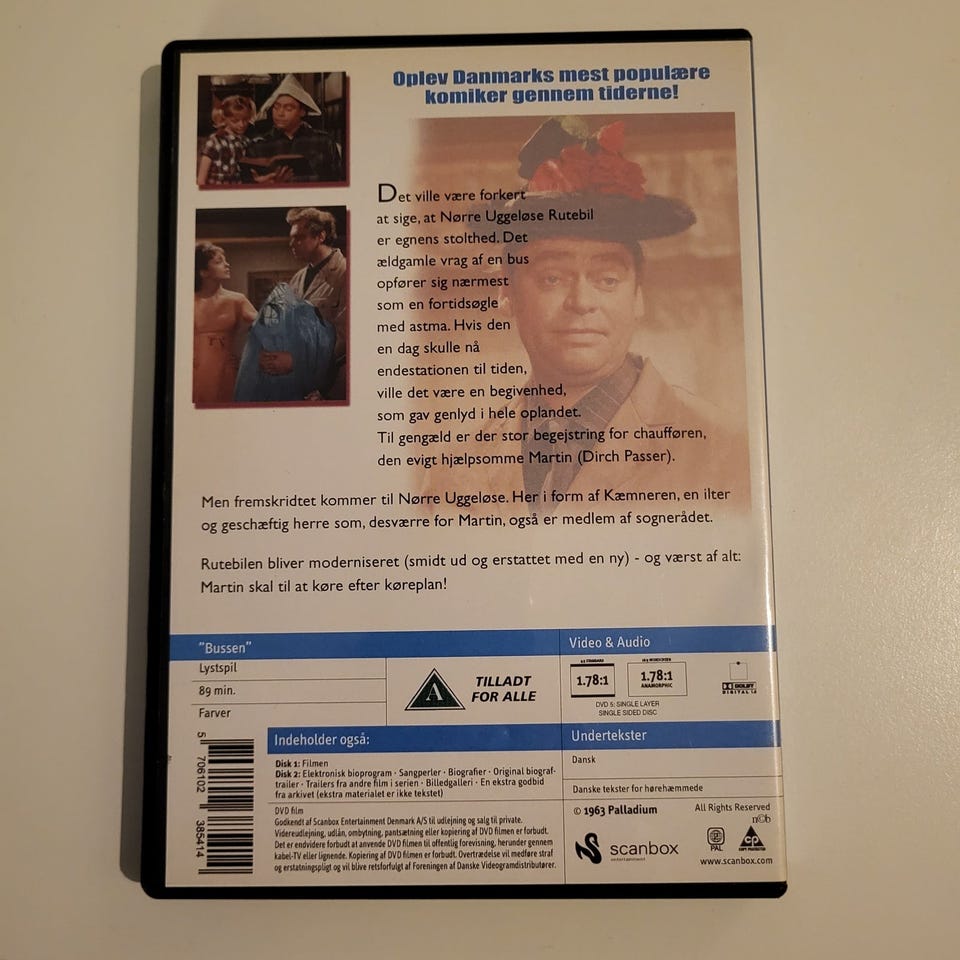 Oplev Danmarks mest populære
komiker gennem tiderne!
Det ville være forkert
at sige, at Nørre Uggeløse Rutebil
er egnens stolthed. Det
ældgamle vrag af en bus
opfører sig nærmest
som en fortidsøgle
med astma. Hvis den
en dag skulle nå
endestationen til tiden,
ville det være en begivenhed,
som gav genlyd i hele oplandet.
Til gengæld er der stor begejstring for chaufføren,
den evigt hjælpsomme Martin (Dirch Passer).
Men fremskridtet kommer til Nørre Uggeløse. Her i form af Kæmneren, en ilter
og geschæftig herre som, desværre for Martin, også er medlem af sognerådet.
Rutebilen bliver moderniseret (smidt ud og erstattet med en ny) - og værst af alt:
Martin skal til at køre efter køreplan!
"Bussen"
Lystspil
89 min.
Farver
A
TILLADT
FOR ALLE
Video & Audio
1.78:1
1.78:1
ANAMORPHIC
DOLBY
DIGITAL
DVD 5: SINGLE LAYER
SINGLE SIDED DISC
5 706102 385414
Indeholder også:
Disk 1: Filmen
Disk 2: Elektronisk bioprogram · Sangperler · Biografier · Original biograf-
trailer · Trailers fra andre film i serien · Billedgalleri · En ekstra godbid
fra arkivet (ekstra materialet er ikke tekstet)
DVD film
Godkendt af Scanbox Entertainment Danmark A/S til udlejning og salg til private.
Videreudlejning, udlån, ombytning, pantsætning eller kopiering af DVD filmen er forbudt.
Det er endvidere forbudt at anvende DVD filmen til offentlig forevisning, herunder gennem
kabel-TV eller lignende. Kopiering af DVD filmen er forbudt. Overtrædelse vil medføre straf
og erstatningspligt og vil blive retsforfulgt af Foreningen af Danske Videogramdistributører.
Undertekster
Dansk
Danske tekster for hørehæmmede
© 1963 Palladium
All Rights Reserved
n©b
scanbox
entertainment
PAL
CP
COPY PROTECTED
www.scanbox.com